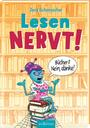 Jens Schumacher
Lesen
NERVT!
Bücher?
Nein, danke!